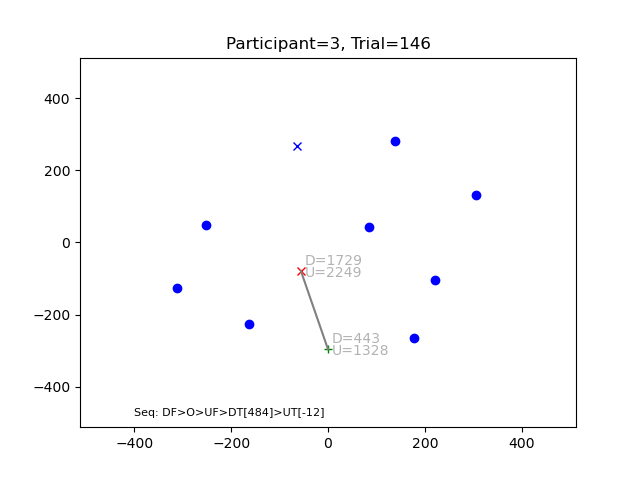 Participant=3, Trial=146
400
200
0
−200
−400
D=1729
U=2249
D=443
U=1328
Seq: DF>O>UF>DT[484]>UT[-12]
−400 −200 0 200 400